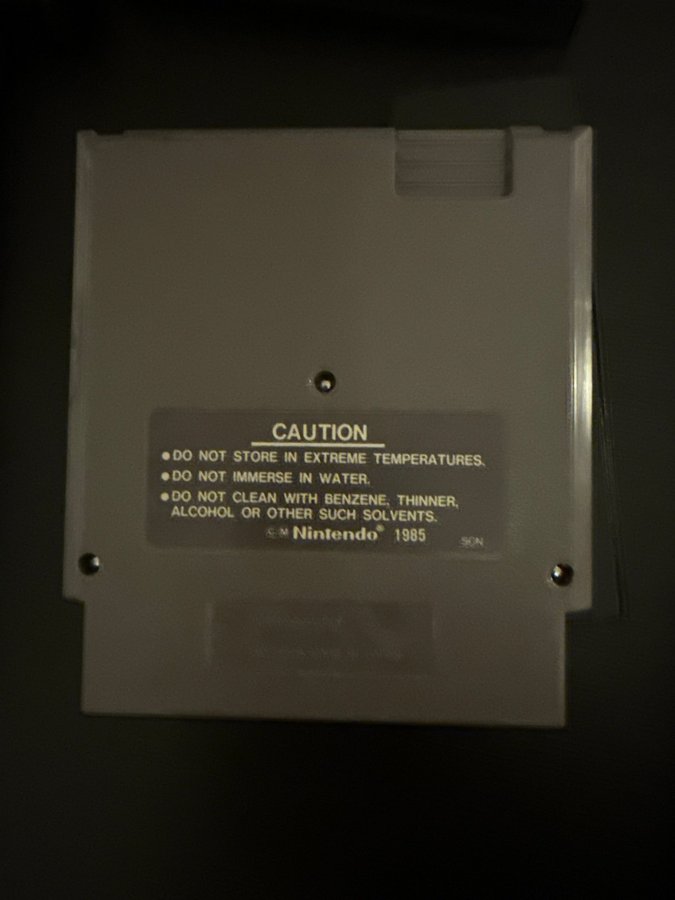 CAUTION
●DO NOT STORE IN EXTREME TEMPERATURES.
●DO NOT IMMERSE IN WATER.
●DO NOT CLEAN WITH BENZENE, THINNER,
ALCOHOL OR OTHER SUCH SOLVENTS.
Nintendo® 1985